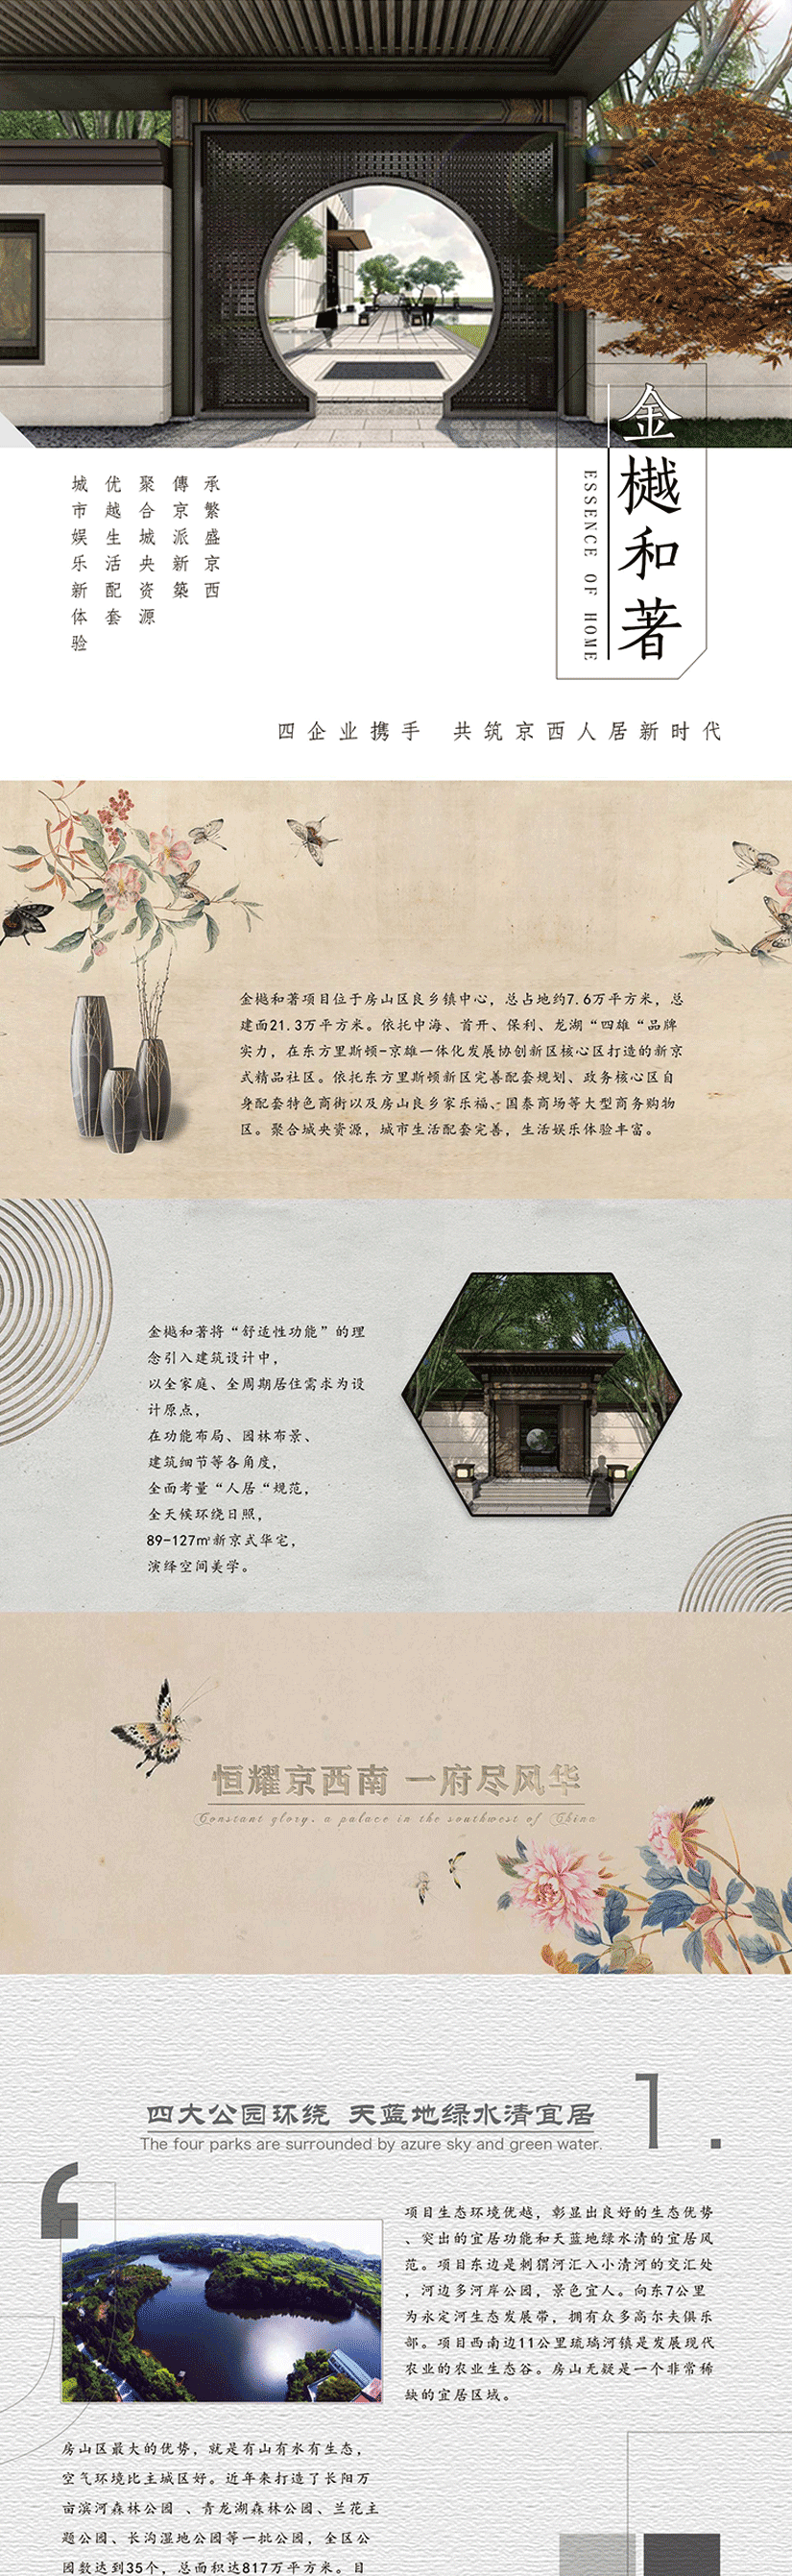 金樾和著
ESSENCE OF HOME
承繁盛京西
傳京派新築
聚合城央资源
优越生活配套
城市娱乐新体验
四企业携手 共筑京西人居新时代
金樾和著项目位于房山区良乡镇中心，总占地约7.6万平方米，总
建面21.3万平方米。依托中海、首开、保利、龙湖“四雄“品牌
实力，在东方里斯顿-京雄一体化发展协创新区核心区打造的新京
式精品社区。依托东方里斯顿新区完善配套规划、政务核心区自
身配套特色商街以及房山良乡家乐福、国泰商场等大型商务购物
区。聚合城央资源，城市生活配套完善，生活娱乐体验丰富。
金樾和著将“舒适性功能”的理
念引入建筑设计中，
以全家庭、全周期居住需求为设
计原点，
在功能布局、园林布景、
建筑细节等各角度，
全面考量“人居“规范，
全天候环绕日照，
89-127㎡新京式华宅，
演绎空间美学。
恒耀京西南 一府尽风华
Constant glory, a palace in the southwest of China
1.
四大公园环绕 天蓝地绿水清宜居
The four parks are surrounded by azure sky and green water.
项目生态环境优越，彰显出良好的生态优势
、突出的宜居功能和天蓝地绿水清的宜居风
范。项目东边是刺猬河汇入小清河的交汇处
，河边多河岸公园，景色宜人。向东7公里
为永定河生态发展带，拥有众多高尔夫俱乐
部。项目西南边11公里琉璃河镇是发展现代
农业的农业生态谷。房山无疑是一个非常稀
缺的宜居区域。
房山区最大的优势，就是有山有水有生态，
空气环境比主城区好。近年来打造了长阳万
亩滨河森林公园 、青龙湖森林公园、兰花主
题公园、长沟湿地公园等一批公园，全区公
园数达到35个，总面积达817万平方米。目